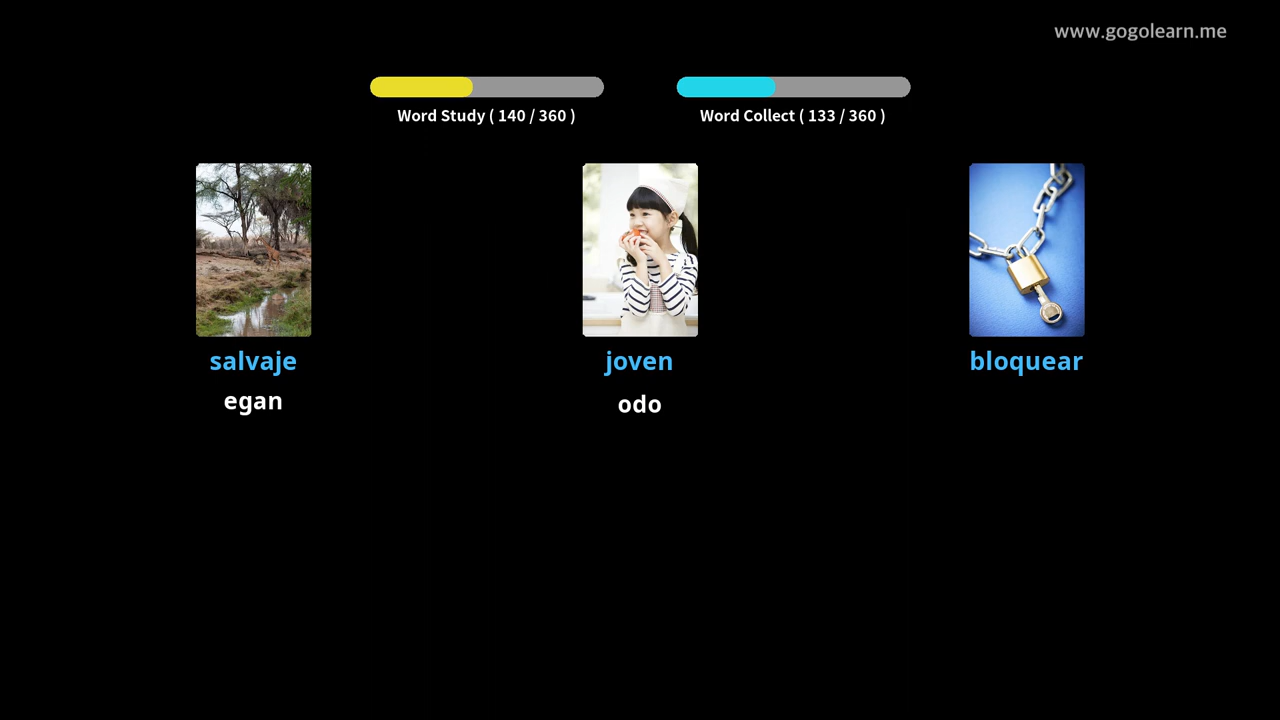 www.gogolearn.me
Word Study ( 140 / 360 )
Word Collect ( 133 / 360 )
salvaje
egan
joven
odo
bloquear